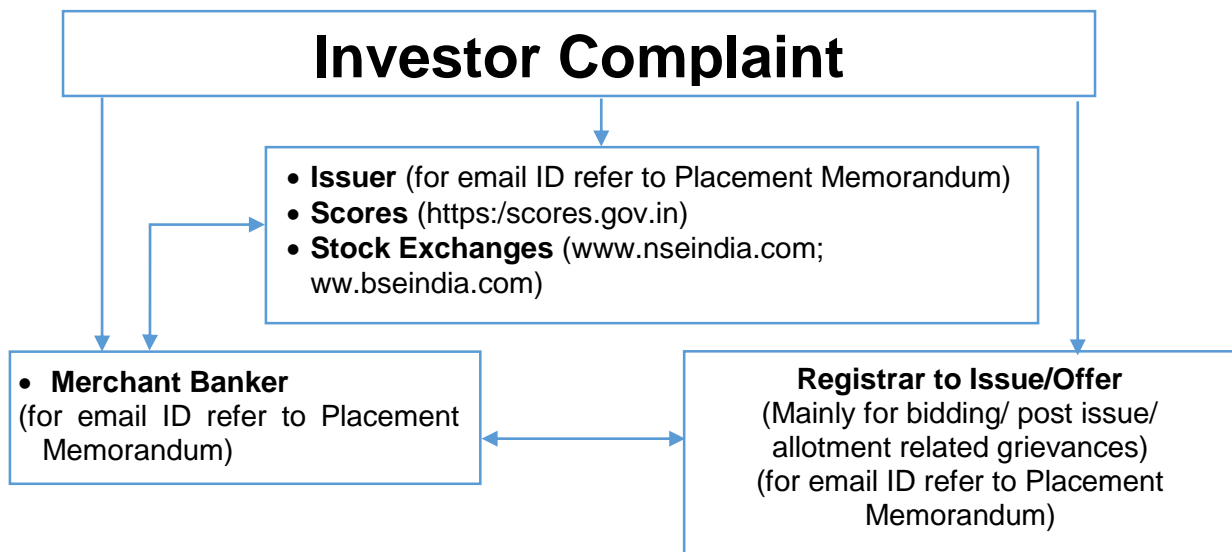 Investor Complaint
• Issuer (for email ID refer to Placement Memorandum)
• Scores (https:/scores.gov.in)
• Stock Exchanges (www.nseindia.com;
ww.bseindia.com)
• Merchant Banker
(for email ID refer to Placement
Memorandum)
Registrar to Issue/Offer
(Mainly for bidding/ post issue/
allotment related grievances)
(for email ID refer to Placement
Memorandum)